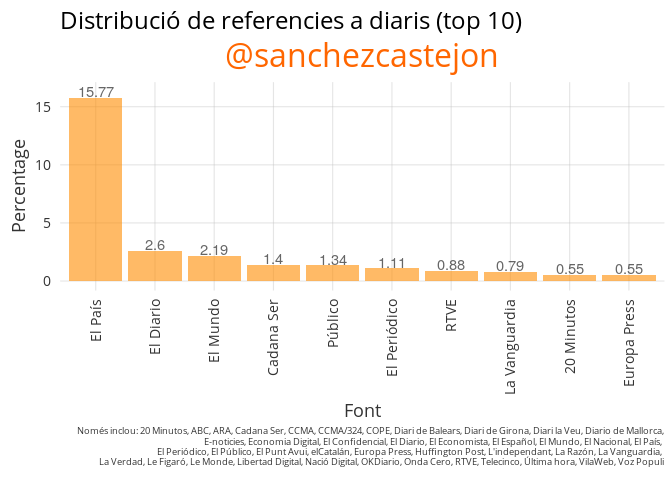 Distribució de referencies a diaris (top 10)
@sanchezcastejon
Percentage
15
10
5
0
15.77
2.6
2.19
1.4
1.34
1.11
0.88
0.79
0.55
0.55
El País
El Diario
El Mundo
Cadana Ser
Público
El Periódico
RTVE
La Vanguardia
20 Minutos
Europa Press
Font
Només inclou: 20 Minutos, ABC, ARA, Cadana Ser, CCMA, CCMA/324, COPE, Diari de Balears, Diari de Girona, Diari la Veu, Diario de Mallorca,
E-noticies, Economia Digital, El Confidencial, El Diario, El Economista, El Español, El Mundo, El Nacional, El País,
El Periódico, El Público, El Punt Avui, elCatalán, Europa Press, Huffington Post, L'independant, La Razón, La Vanguardia,
La Verdad, Le Figaró, Le Monde, Libertad Digital, Nació Digital, OKDiario, Onda Cero, RTVE, Telecinco, Última hora, VilaWeb, Voz Populi